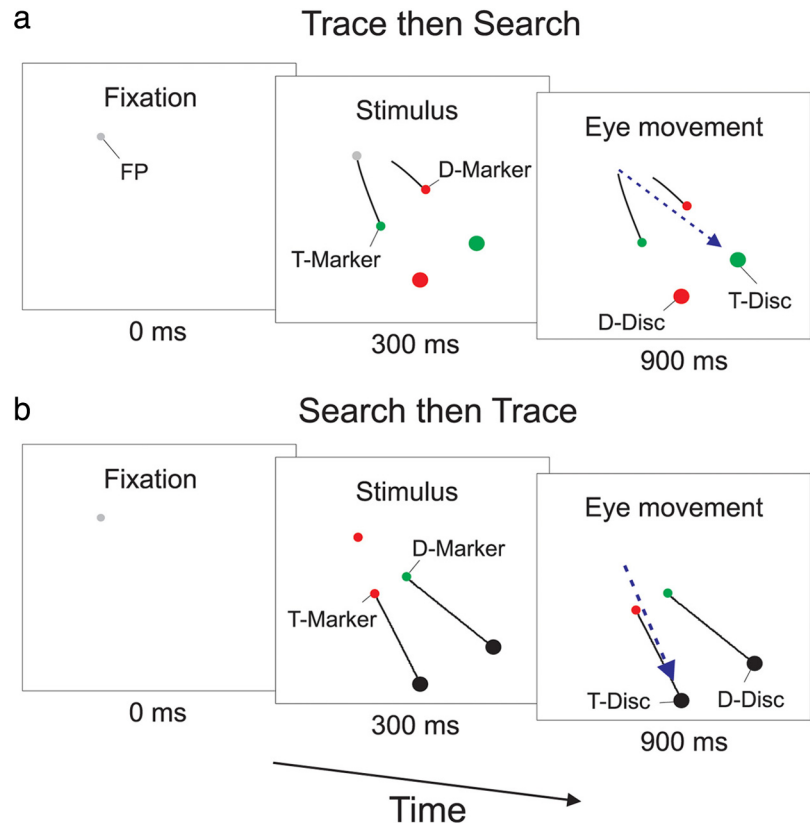 a
Trace then Search
Fixation
FP
0 ms
Stimulus
D-Marker
T-Marker
300 ms
Eye movement
T-Disc
D-Disc
900 ms
b
Search then Trace
Fixation
0 ms
Stimulus
D-Marker
T-Marker
300 ms
Eye movement
T-Disc
D-Disc
900 ms
Time